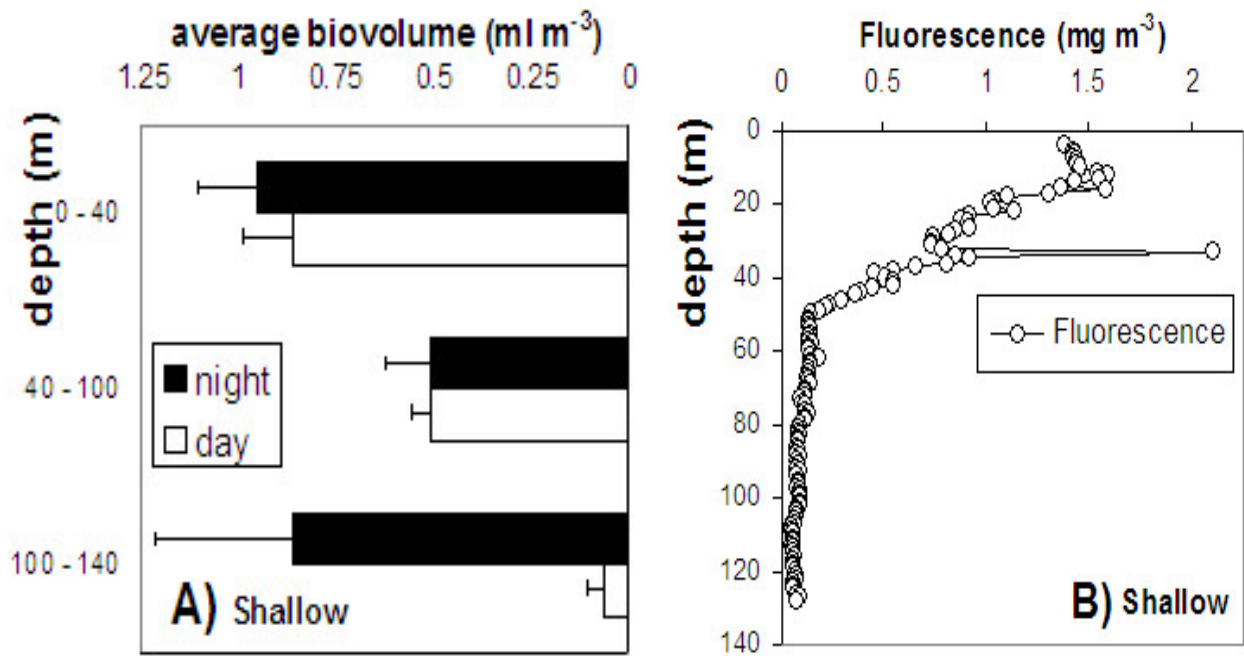 average biovolume (ml m⁻³)
1.25 1 0.75 0.5 0.25 0
depth (m)
0 - 40
40 - 100
100 - 140
night
day
A) Shallow
Fluorescence (mg m⁻³)
0 0.5 1 1.5 2
depth (m)
0
20
40
60
80
100
120
140
Fluorescence
B) Shallow